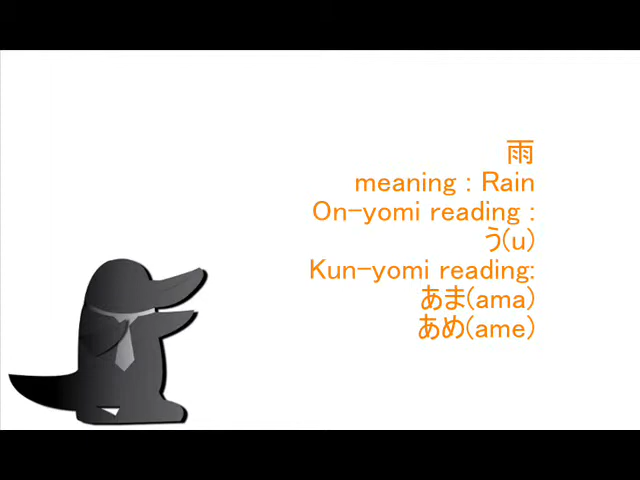 雨
meaning : Rain
On-yomi reading :
う(u)
Kun-yomi reading:
あま(ama)
あめ(ame)